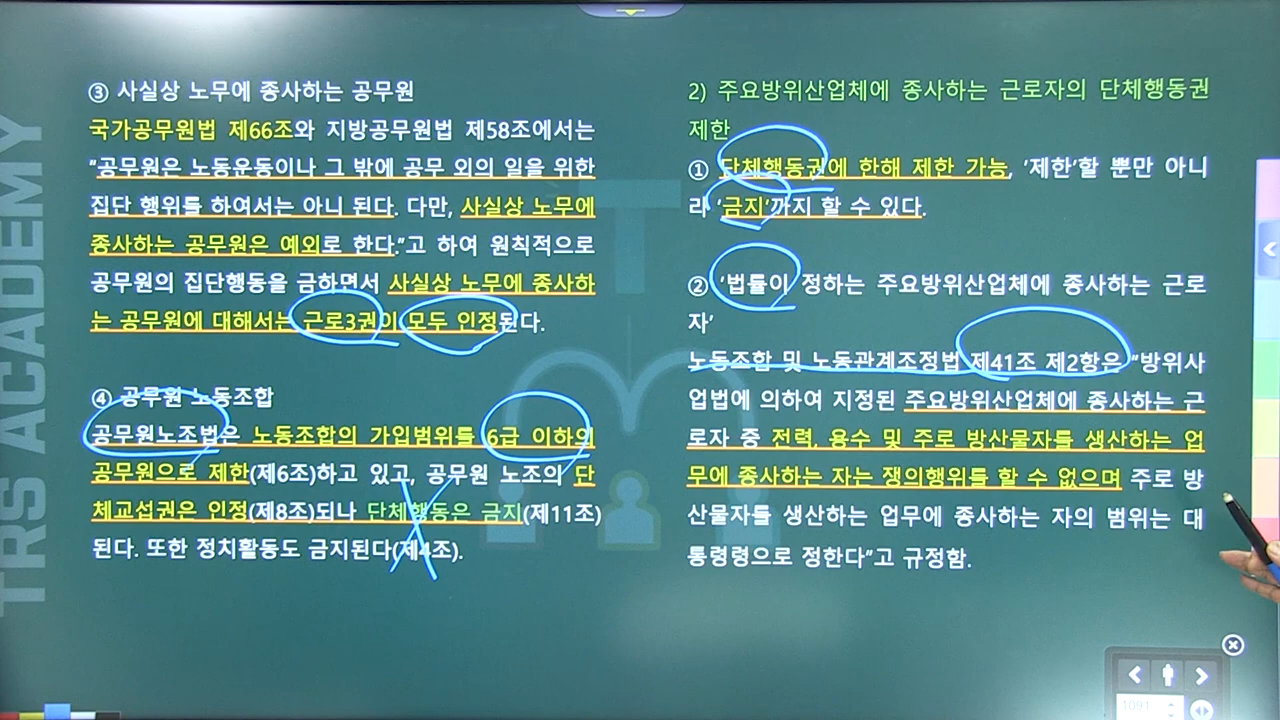 ③ 사실상 노무에 종사하는 공무원
국가공무원법 제66조와 지방공무원법 제58조에서는
"공무원은 노동운동이나 그 밖에 공무 외의 일을 위한
집단 행위를 하여서는 아니 된다. 다만, 사실상 노무에
종사하는 공무원은 예외로 한다."고 하여 원칙적으로
공무원의 집단행동을 금하면서 사실상 노무에 종사하
는 공무원에 대해서는 근로3권이 모두 인정된다.
④ 공무원 노동조합
공무원노조법은 노동조합의 가입범위를 6급 이하의
공무원으로 제한(제6조)하고 있고, 공무원 노조의 단
체교섭권은 인정(제8조)되나 단체행동은 금지(제11조)
된다. 또한 정치활동도 금지된다(제4조).
2) 주요방위산업체에 종사하는 근로자의 단체행동권
제한
① 단체행동권에 한해 제한 가능, '제한'할 뿐만 아니
라 '금지'까지 할 수 있다.
② '법률이 정하는 주요방위산업체에 종사하는 근로
자'
노동조합 및 노동관계조정법 제41조 제2항은 "방위사
업법에 의하여 지정된 주요방위산업체에 종사하는 근
로자 중 전력, 용수 및 주로 방산물자를 생산하는 업
무에 종사하는 자는 쟁의행위를 할 수 없으며 주로 방
산물자를 생산하는 업무에 종사하는 자의 범위는 대
통령령으로 정한다"고 규정함.
TRS ACADEMY
1091